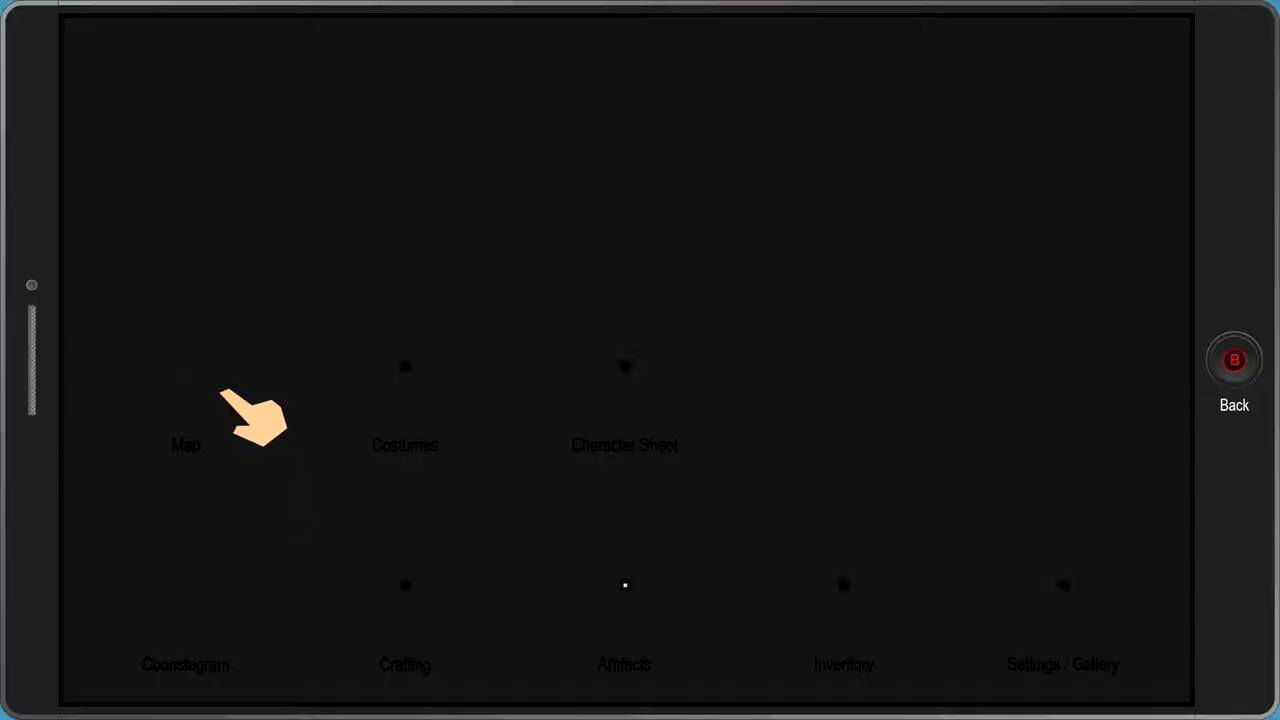 B
Back
Map
Costumes
Character Sheet
Coonstagram
Crafting
Artifacts
Inventory
Settings / Gallery